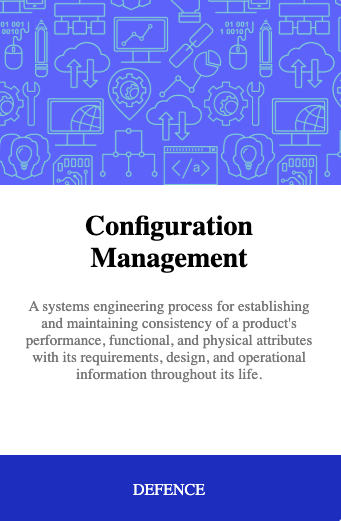 01 001
1 0010
01 001
1 0010
</a>
Configuration
Management
A systems engineering process for establishing
and maintaining consistency of a product's
performance, functional, and physical attributes
with its requirements, design, and operational
information throughout its life.
DEFENCE